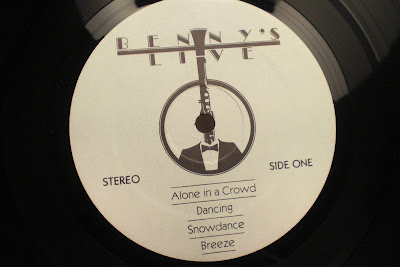 BENNY'S
LIVE
STEREO
SIDE ONE
Alone in a Crowd
Dancing
Snowdance
Breeze